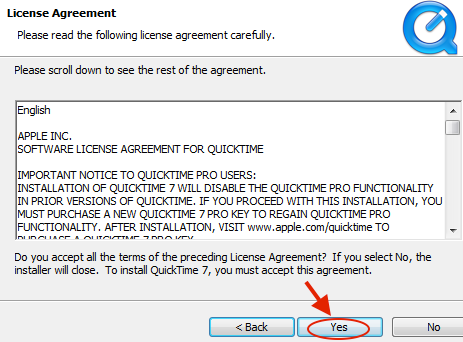 License Agreement
Please read the following license agreement carefully.
Please scroll down to see the rest of the agreement.
English
APPLE INC.
SOFTWARE LICENSE AGREEMENT FOR QUICKTIME
IMPORTANT NOTICE TO QUICKTIME PRO USERS:
INSTALLATION OF QUICKTIME 7 WILL DISABLE THE QUICKTIME PRO FUNCTIONALITY
IN PRIOR VERSIONS OF QUICKTIME. IF YOU PROCEED WITH THIS INSTALLATION, YOU
MUST PURCHASE A NEW QUICKTIME 7 PRO KEY TO REGAIN QUICKTIME PRO
FUNCTIONALITY. AFTER INSTALLATION, VISIT www.apple.com/quicktime TO
PURCHASE A QUICKTIME 7 PRO KEY
Do you accept all the terms of the preceding License Agreement? If you select No, the
installer will close. To install QuickTime 7, you must accept this agreement.
< Back
Yes
No